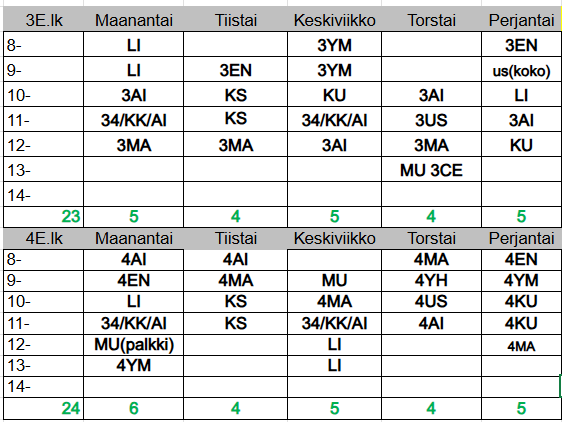 3E.lk Maanantai Tiistai Keskiviikko Torstai Perjantai
8- LI 3YM 3EN
9- LI 3EN 3YM us(koko)
10- 3AI KS KU 3AI LI
11- 34/KK/AI KS 34/KK/AI 3US 3AI
12- 3MA 3MA 3AI 3MA KU
13- MU 3CE
14-
23 5 4 5 4 5
4E.lk Maanantai Tiistai Keskiviikko Torstai Perjantai
8- 4AI 4AI 4MA 4EN
9- 4EN 4MA MU 4YH 4YM
10- LI KS 4MA 4US 4KU
11- 34/KK/AI KS 34/KK/AI 4AI 4KU
12- MU(palkki) LI 4MA
13- 4YM LI
14-
24 6 4 5 4 5